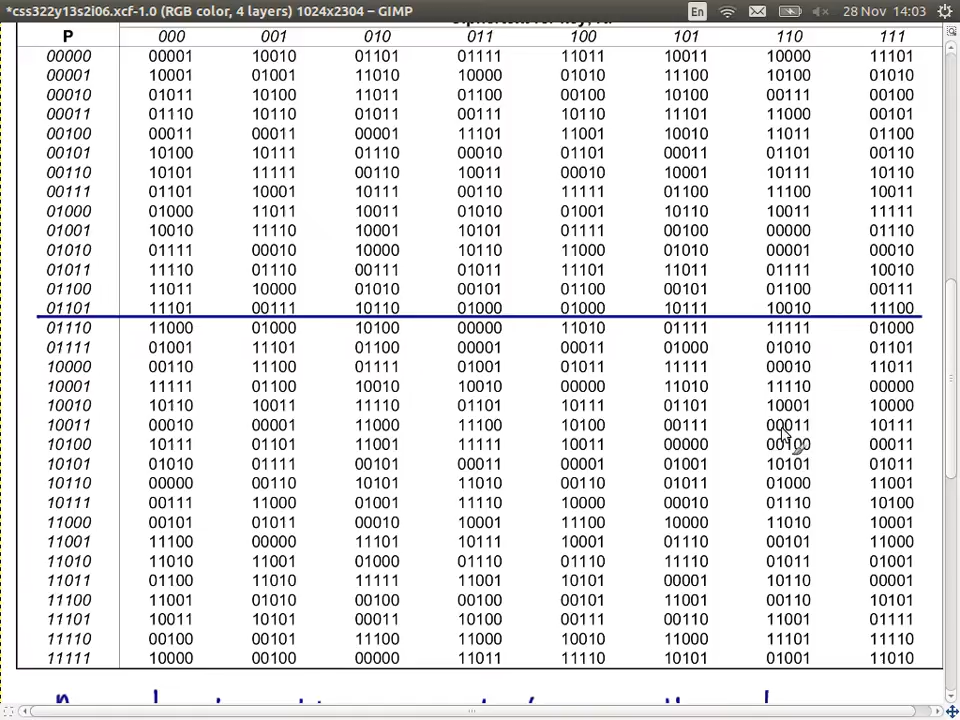 *css322y13s2i06.xcf-1.0 (RGB color, 4 layers) 1024x2304 – GIMP En 28 Nov 14:03
P 000 001 010 011 100 101 110 111
00000 00001 10010 01101 01111 11011 10011 10000 11101
00001 10001 01001 11010 10000 01010 11100 10100 01010
00010 01011 10100 11011 01100 00100 10100 00111 00100
00011 01110 10110 01011 00111 10110 11101 11000 00101
00100 00011 00011 00001 11101 11001 10010 11011 01100
00101 10100 10111 01110 00010 01101 00011 01101 00110
00110 10101 11111 00110 10011 00010 10001 10111 10110
00111 01101 10001 10111 00110 11111 01100 11100 10011
01000 01000 11011 10011 01010 01001 10110 10011 11111
01001 10010 11110 10001 10101 01111 00100 00000 01110
01010 01111 00010 10000 10110 11000 01010 00001 00010
01011 11110 01110 00111 01011 11101 11011 01111 10010
01100 11011 10000 01010 00101 01100 00101 01100 00111
01101 11101 00111 10110 01000 01000 10111 10010 11100
01110 11000 01000 10100 00000 11010 01111 11111 01000
01111 01001 11101 01100 00001 00011 01000 01010 01101
10000 00110 11100 01111 01001 01011 11111 00010 11011
10001 11111 01100 10010 10010 00000 11010 11110 00000
10010 10110 10011 11110 01101 10111 01101 10001 10000
10011 00010 00001 11000 11100 10100 00111 00011 10111
10100 10111 01101 11001 11111 10011 00000 00100 00011
10101 01010 01111 00101 00011 00001 01001 10101 01011
10110 00000 00110 10101 11010 00110 01011 01000 11001
10111 00111 11000 01001 11110 10000 00010 01110 10100
11000 00101 01011 00010 10001 11100 10000 11010 10001
11001 11100 00000 11101 10111 10001 01110 00101 11000
11010 11010 11001 01000 01110 01110 11110 01011 01001
11011 01100 11010 11111 11001 10101 00001 10110 00001
11100 11001 01010 00100 00100 00101 11001 00110 10101
11101 10011 10101 00011 10100 00111 00110 11001 01111
11110 00100 00101 11100 11000 10010 11000 11101 11110
11111 10000 00100 00000 11011 11110 10101 01001 11010